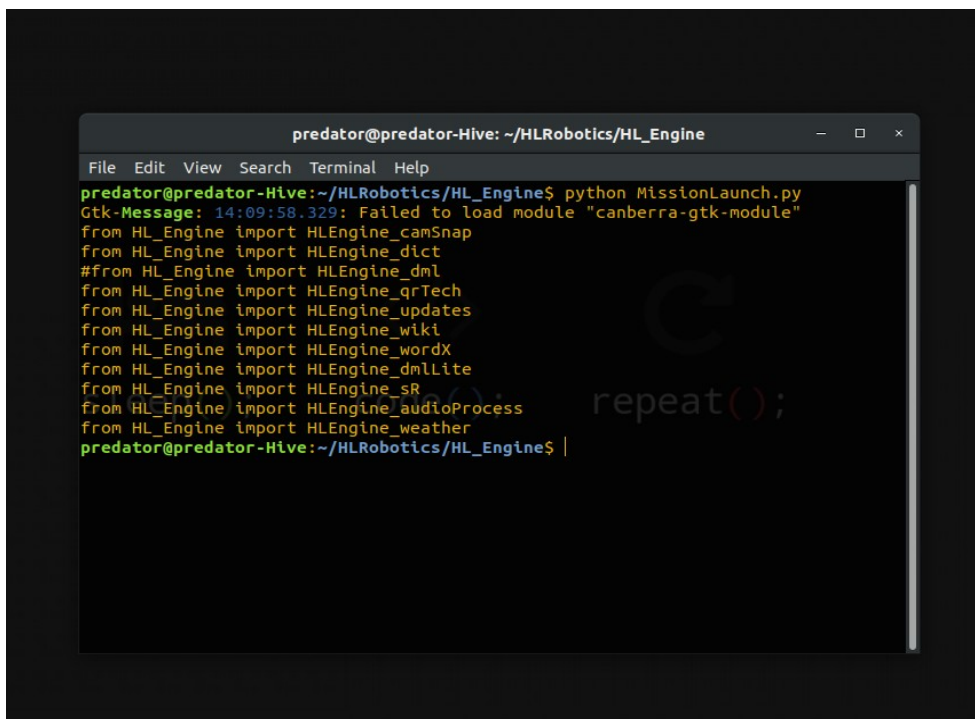 predator@predator-Hive: ~/HLRobotics/HL_Engine
File Edit View Search Terminal Help
predator@predator-Hive:~/HLRobotics/HL_Engine$ python MissionLaunch.py
Gtk-Message: 14:09:58.329: Failed to load module "canberra-gtk-module"
from HL_Engine import HLEngine_camSnap
from HL_Engine import HLEngine_dict
#from HL_Engine import HLEngine_dml
from HL_Engine import HLEngine_qrTech
from HL_Engine import HLEngine_updates
from HL_Engine import HLEngine_wiki
from HL_Engine import HLEngine_wordX
from HL_Engine import HLEngine_dmlLite
from HL_Engine import HLEngine_sR
sleep(); code(); repeat();
from HL_Engine import HLEngine_audioProcess
from HL_Engine import HLEngine_weather
predator@predator-Hive:~/HLRobotics/HL_Engine$